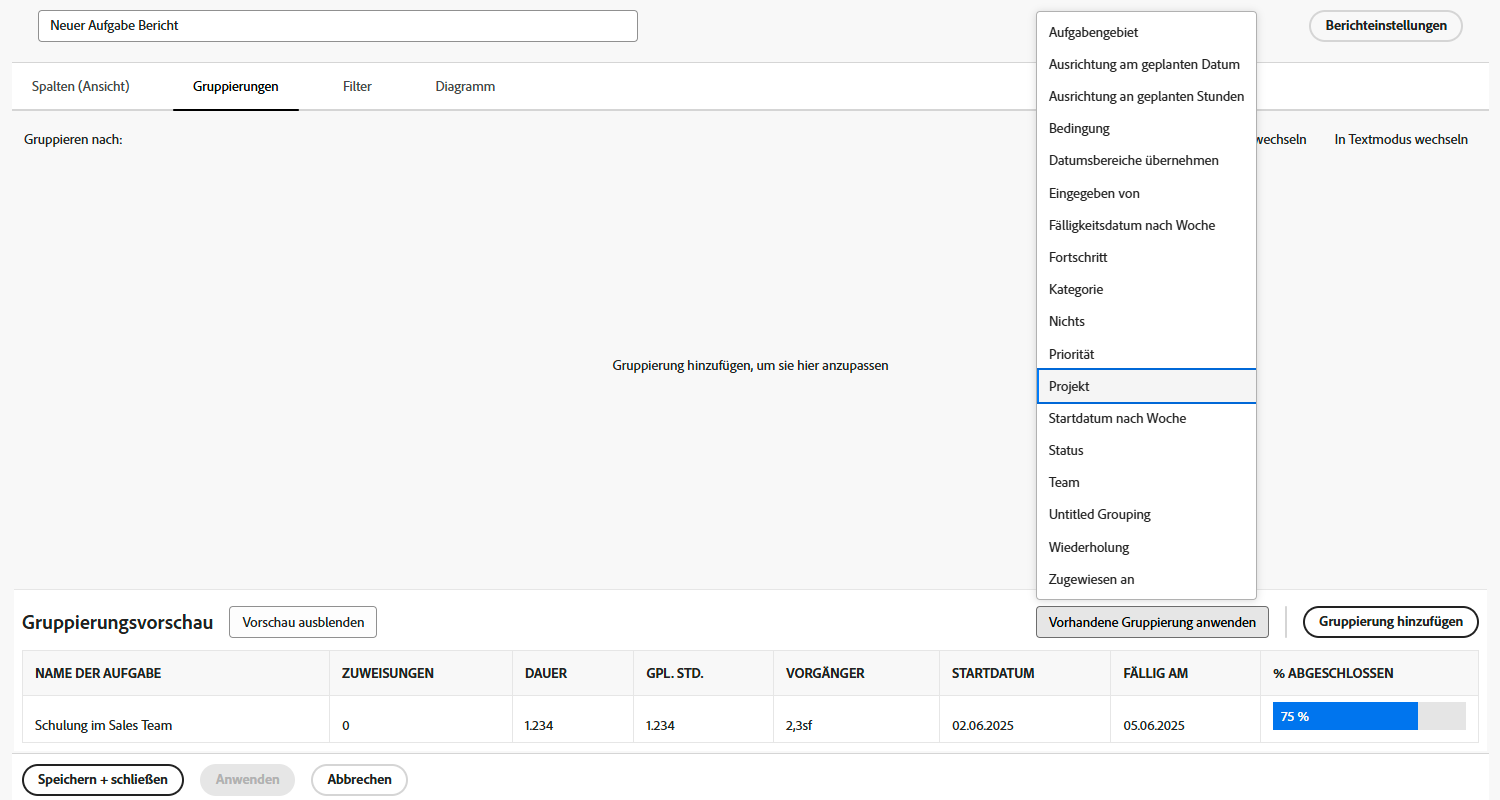 Neuer Aufgabe Bericht
Berichteinstellungen
Spalten (Ansicht)
Gruppierungen
Filter
Diagramm
Gruppieren nach:
wechseln
In Textmodus wechseln
Gruppierung hinzufügen, um sie hier anzupassen
Aufgabengebiet
Ausrichtung am geplanten Datum
Ausrichtung an geplanten Stunden
Bedingung
Datumsbereiche übernehmen
Eingegeben von
Fälligkeitsdatum nach Woche
Fortschritt
Kategorie
Nichts
Priorität
Projekt
Startdatum nach Woche
Status
Team
Untitled Grouping
Wiederholung
Zugewiesen an
Gruppierungsvorschau
Vorschau ausblenden
Vorhandene Gruppierung anwenden
Gruppierung hinzufügen
NAME DER AUFGABE
ZUWEISUNGEN
DAUER
GPL. STD.
VORGÄNGER
STARTDATUM
FÄLLIG AM
% ABGESCHLOSSEN
Schulung im Sales Team
0
1.234
1.234
2,3sf
02.06.2025
05.06.2025
75 %
Speichern + schließen
Anwenden
Abbrechen